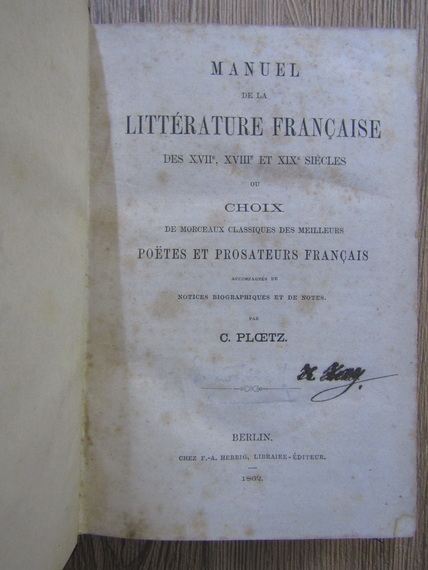 MANUEL
DE LA
LITTÉRATURE FRANÇAISE
DES XVIIe, XVIIIe ET XIXe SIÈCLES
OU
CHOIX
DE MORCEAUX CLASSIQUES DES MEILLEURS
POËTES ET PROSATEURS FRANÇAIS
ACCOMPAGNÉS DE
NOTICES BIOGRAPHIQUES ET DE NOTES.
PAR
C. PLŒTZ.
BERLIN,
CHEZ F.-A. HERBIG, LIBRAIRE-ÉDITEUR.